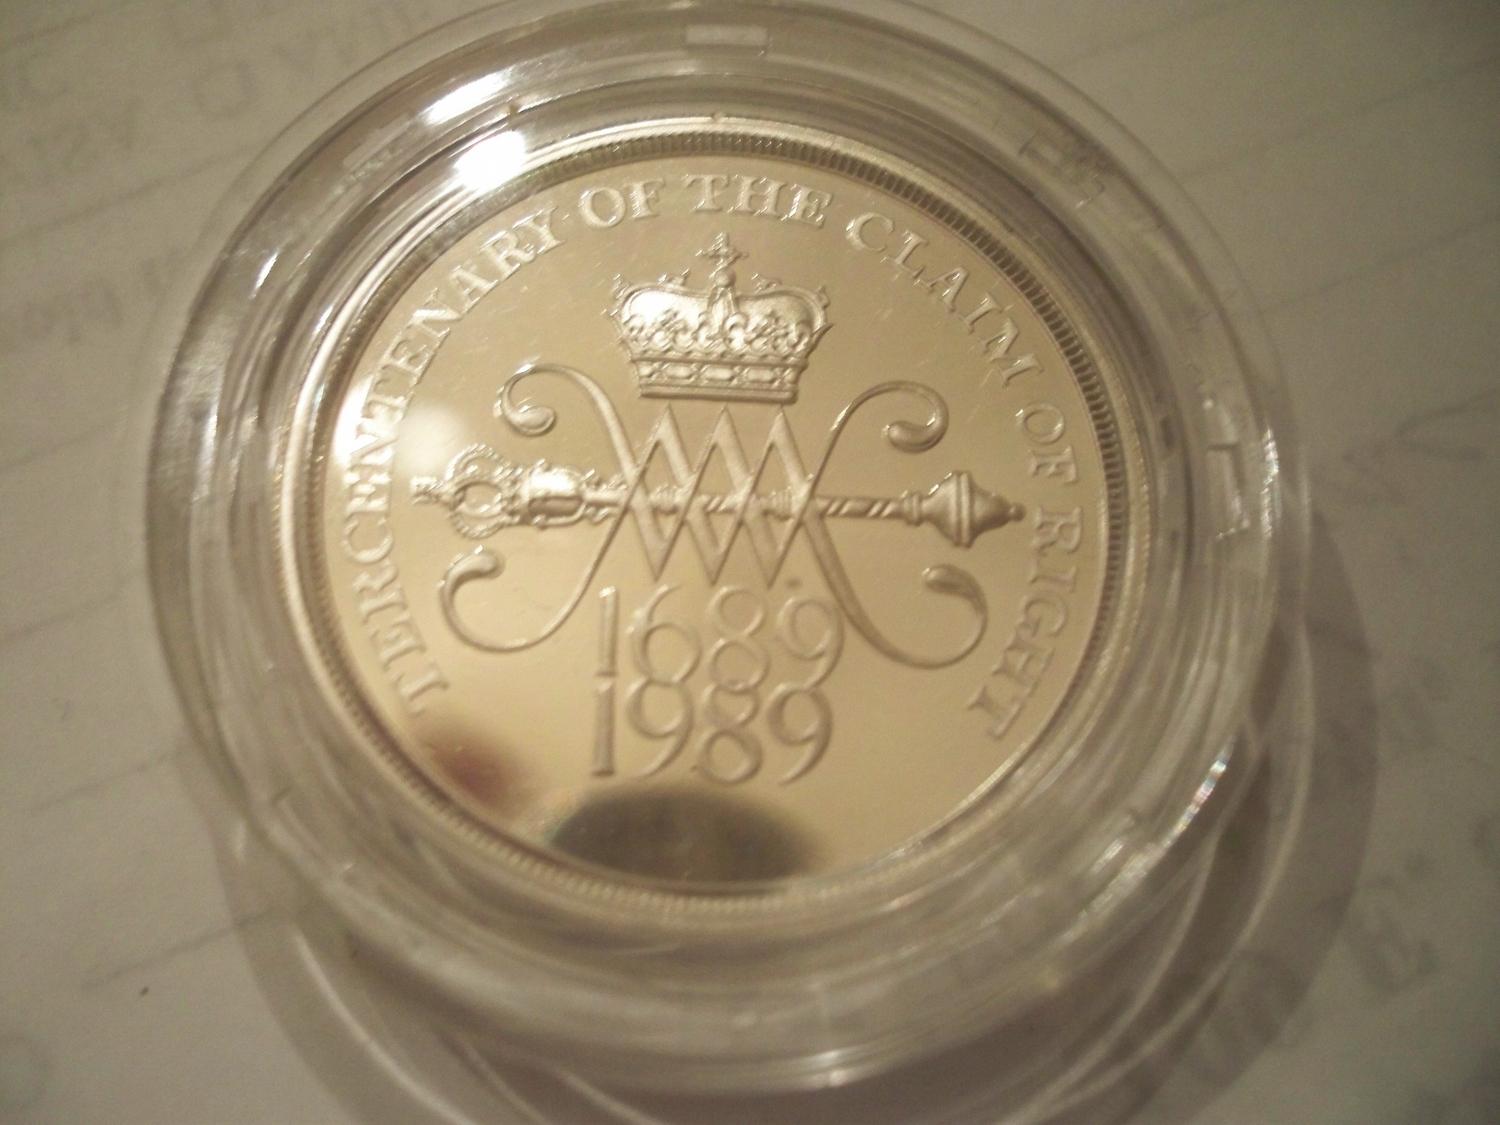 TERCENTENARY OF THE CLAIM OF RIGHT
1689
1989